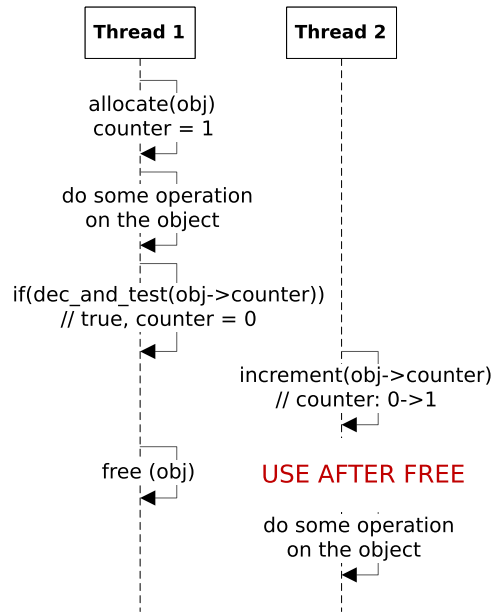 Thread 1
Thread 2
allocate(obj)
counter = 1
do some operation
on the object
if(dec_and_test(obj->counter))
// true, counter = 0
increment(obj->counter)
// counter: 0->1
free (obj)
USE AFTER FREE
do some operation
on the object